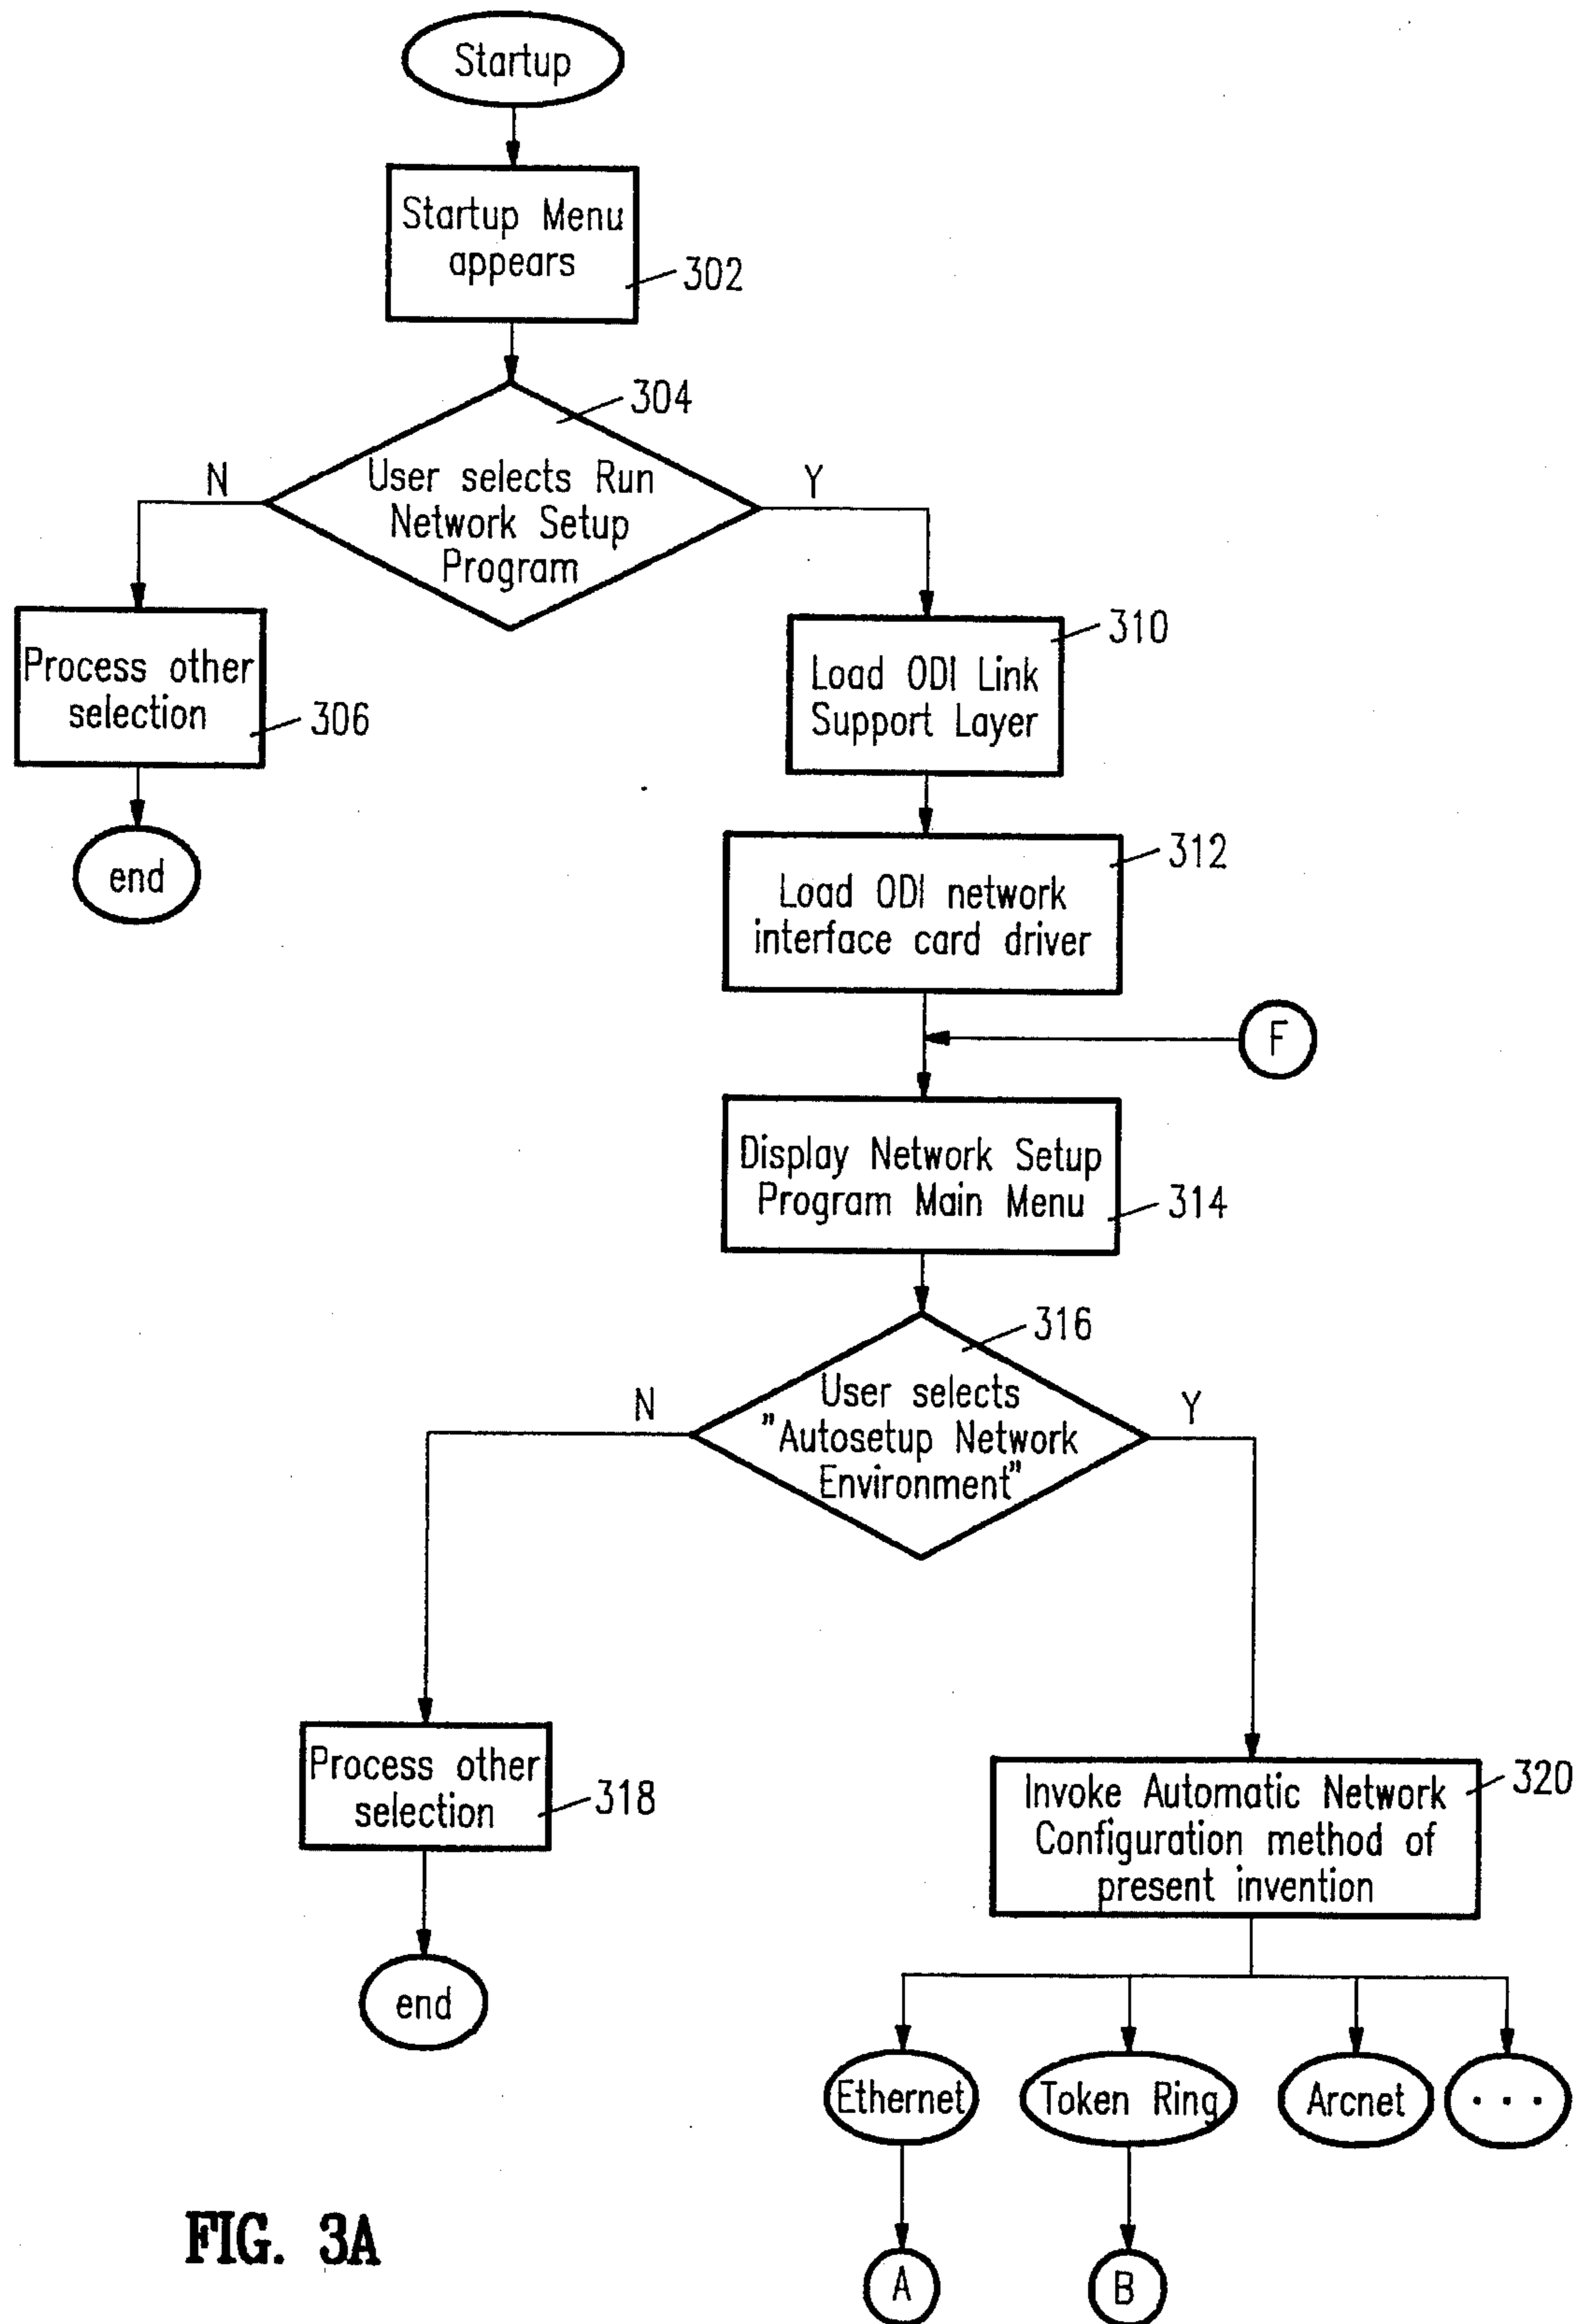 Startup
Startup Menu
appears
302
304
User selects Run
Network Setup
Program
N
Y
Process other
selection
306
end
310
Load ODI Link
Support Layer
312
Load ODI network
interface card driver
F
Display Network Setup
Program Main Menu
314
316
User selects
"Autosetup Network
Environment"
N
Y
Process other
selection
318
end
320
Invoke Automatic Network
Configuration method of
present invention
Ethernet
Token Ring
Arcnet
...
A
B
FIG. 3A